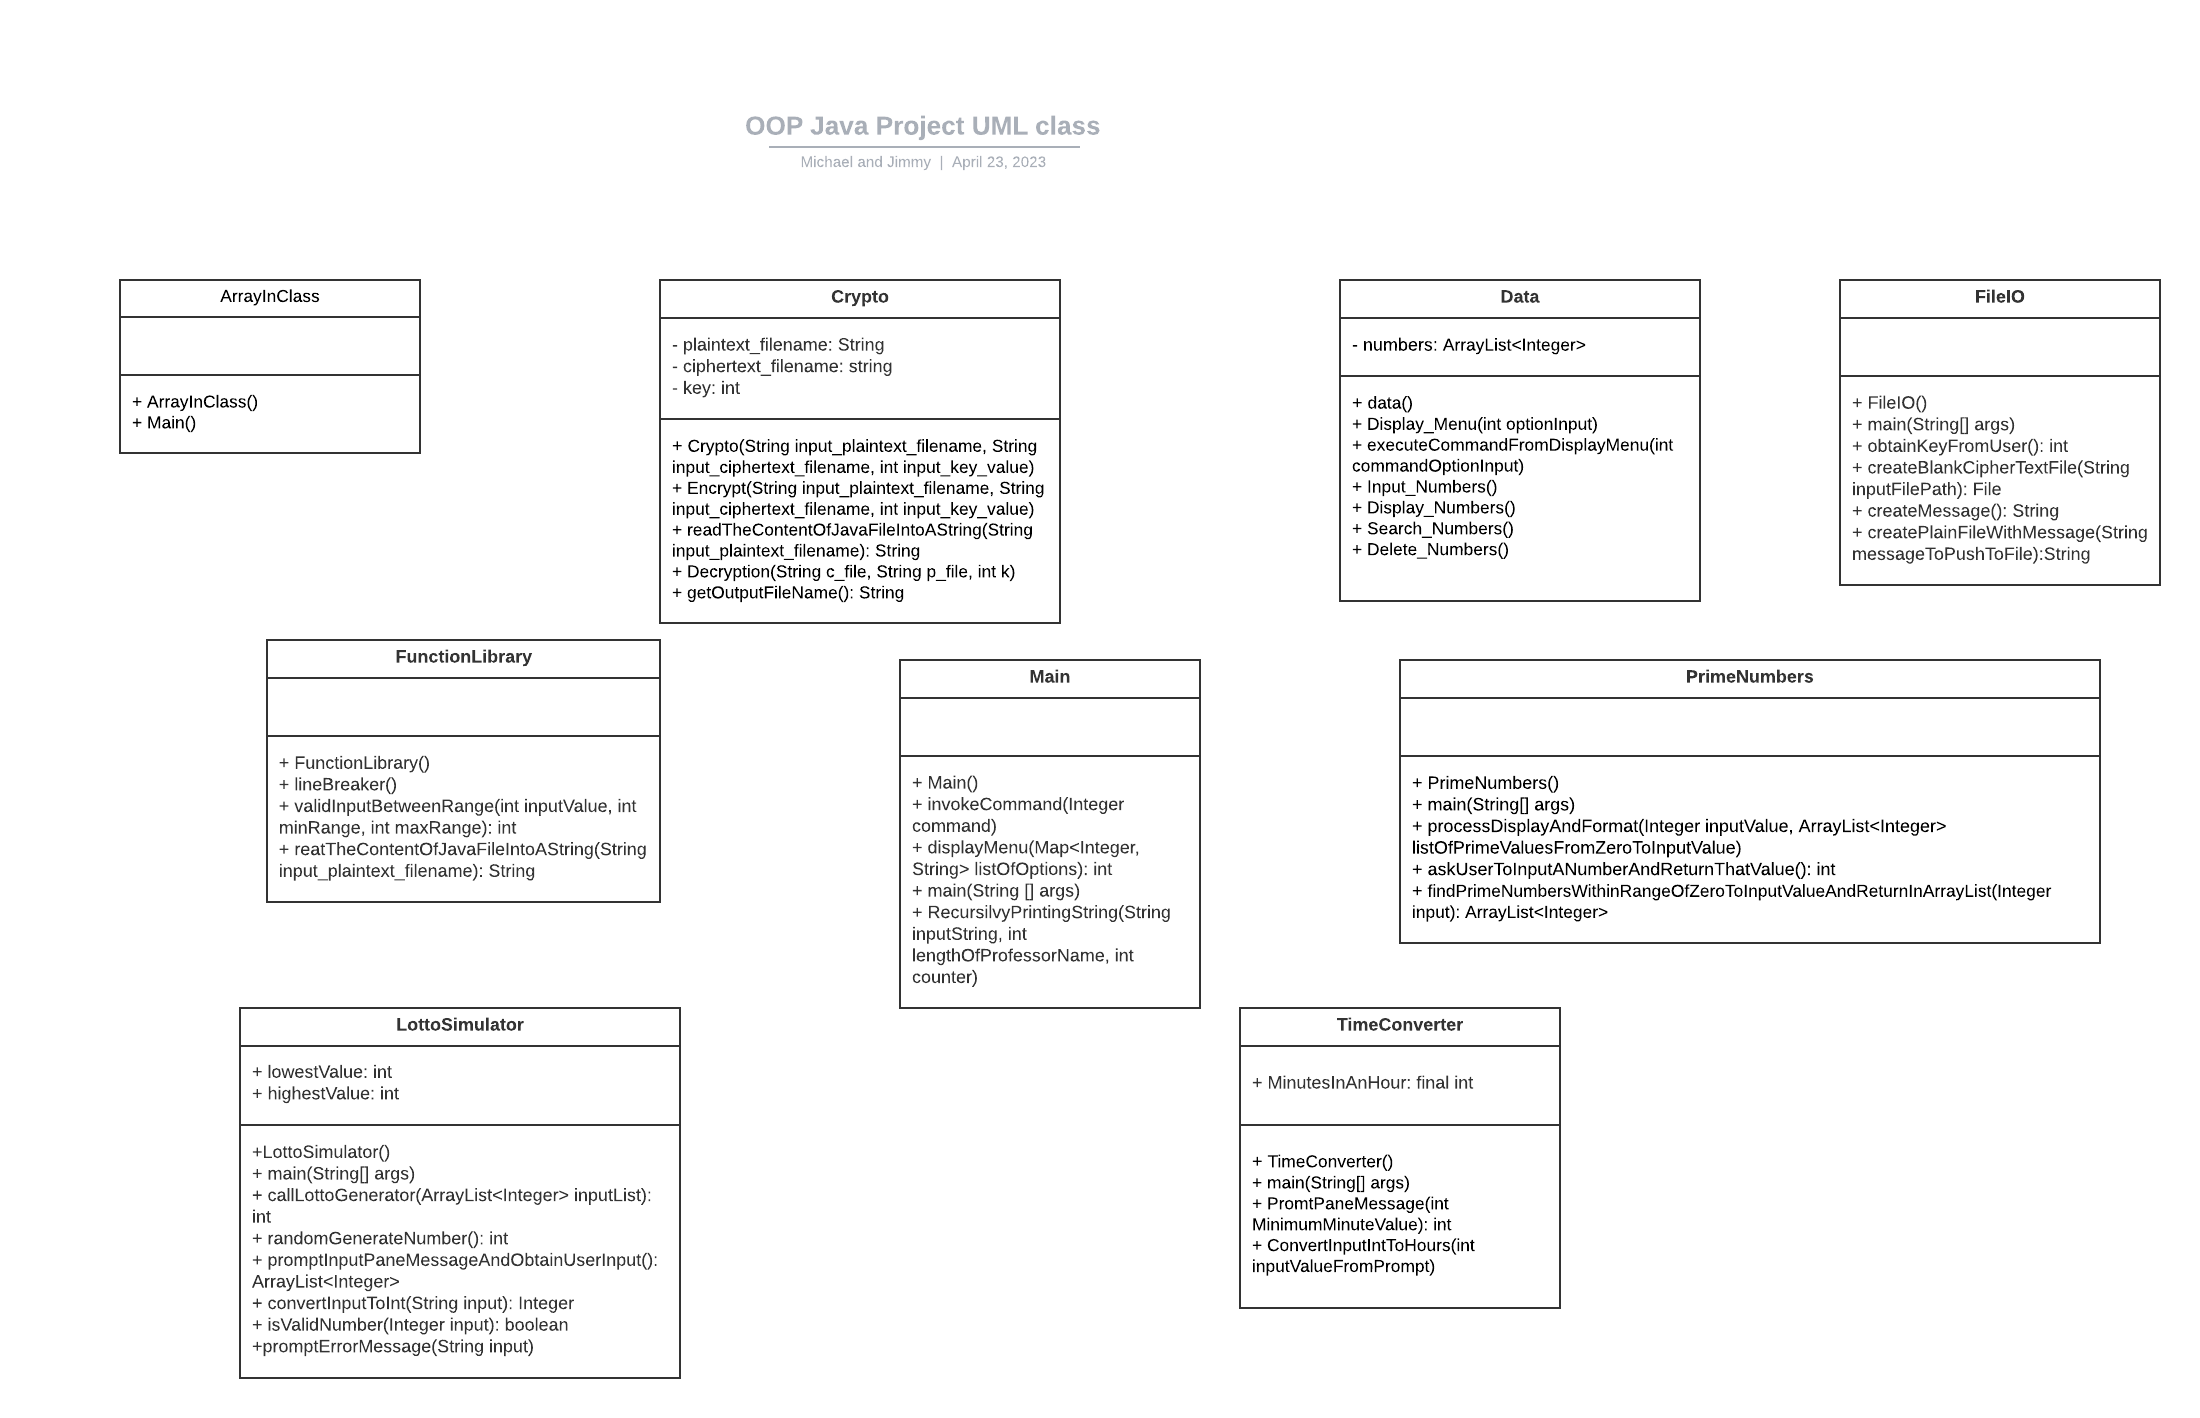 OOP Java Project UML class
Michael and Jimmy | April 23, 2023
ArrayInClass
+ ArrayInClass()
+ Main()
Crypto
- plaintext_filename: String
- ciphertext_filename: string
- key: int
+ Crypto(String input_plaintext_filename, String
input_ciphertext_filename, int input_key_value)
+ Encrypt(String input_plaintext_filename, String
input_ciphertext_filename, int input_key_value)
+ readTheContentOfJavaFileIntoAString(String
input_plaintext_filename): String
+ Decryption(String c_file, String p_file, int k)
+ getOutputFileName(): String
Data
- numbers: ArrayList<Integer>
+ data()
+ Display_Menu(int optionInput)
+ executeCommandFromDisplayMenu(int
commandOptionInput)
+ Input_Numbers()
+ Display_Numbers()
+ Search_Numbers()
+ Delete_Numbers()
FileIO
+ FileIO()
+ main(String[] args)
+ obtainKeyFromUser(): int
+ createBlankCipherTextFile(String
inputFilePath): File
+ createMessage(): String
+ createPlainFileWithMessage(String
messageToPushToFile):String
FunctionLibrary
+ FunctionLibrary()
+ lineBreaker()
+ validInputBetweenRange(int inputValue, int
minRange, int maxRange): int
+ reatTheContentOfJavaFileIntoAString(String
input_plaintext_filename): String
Main
+ Main()
+ invokeCommand(Integer
command)
+ displayMenu(Map<Integer,
String> listOfOptions): int
+ main(String [] args)
+ RecursilvyPrintingString(String
inputString, int
lengthOfProfessorName, int
counter)
PrimeNumbers
+ PrimeNumbers()
+ main(String[] args)
+ processDisplayAndFormat(Integer inputValue, ArrayList<Integer>
listOfPrimeValuesFromZeroToInputValue)
+ askUserToInputANumberAndReturnThatValue(): int
+ findPrimeNumbersWithinRangeOfZeroToInputValueAndReturnInArrayList(Integer
input): ArrayList<Integer>
LottoSimulator
+ lowestValue: int
+ highestValue: int
+LottoSimulator()
+ main(String[] args)
+ callLottoGenerator(ArrayList<Integer> inputList):
int
+ randomGenerateNumber(): int
+ promptInputPaneMessageAndObtainUserInput():
ArrayList<Integer>
+ convertInputToInt(String input): Integer
+ isValidNumber(Integer input): boolean
+promptErrorMessage(String input)
TimeConverter
+ MinutesInAnHour: final int
+ TimeConverter()
+ main(String[] args)
+ PromtPaneMessage(int
MinimumMinuteValue): int
+ ConvertInputIntToHours(int
inputValueFromPrompt)